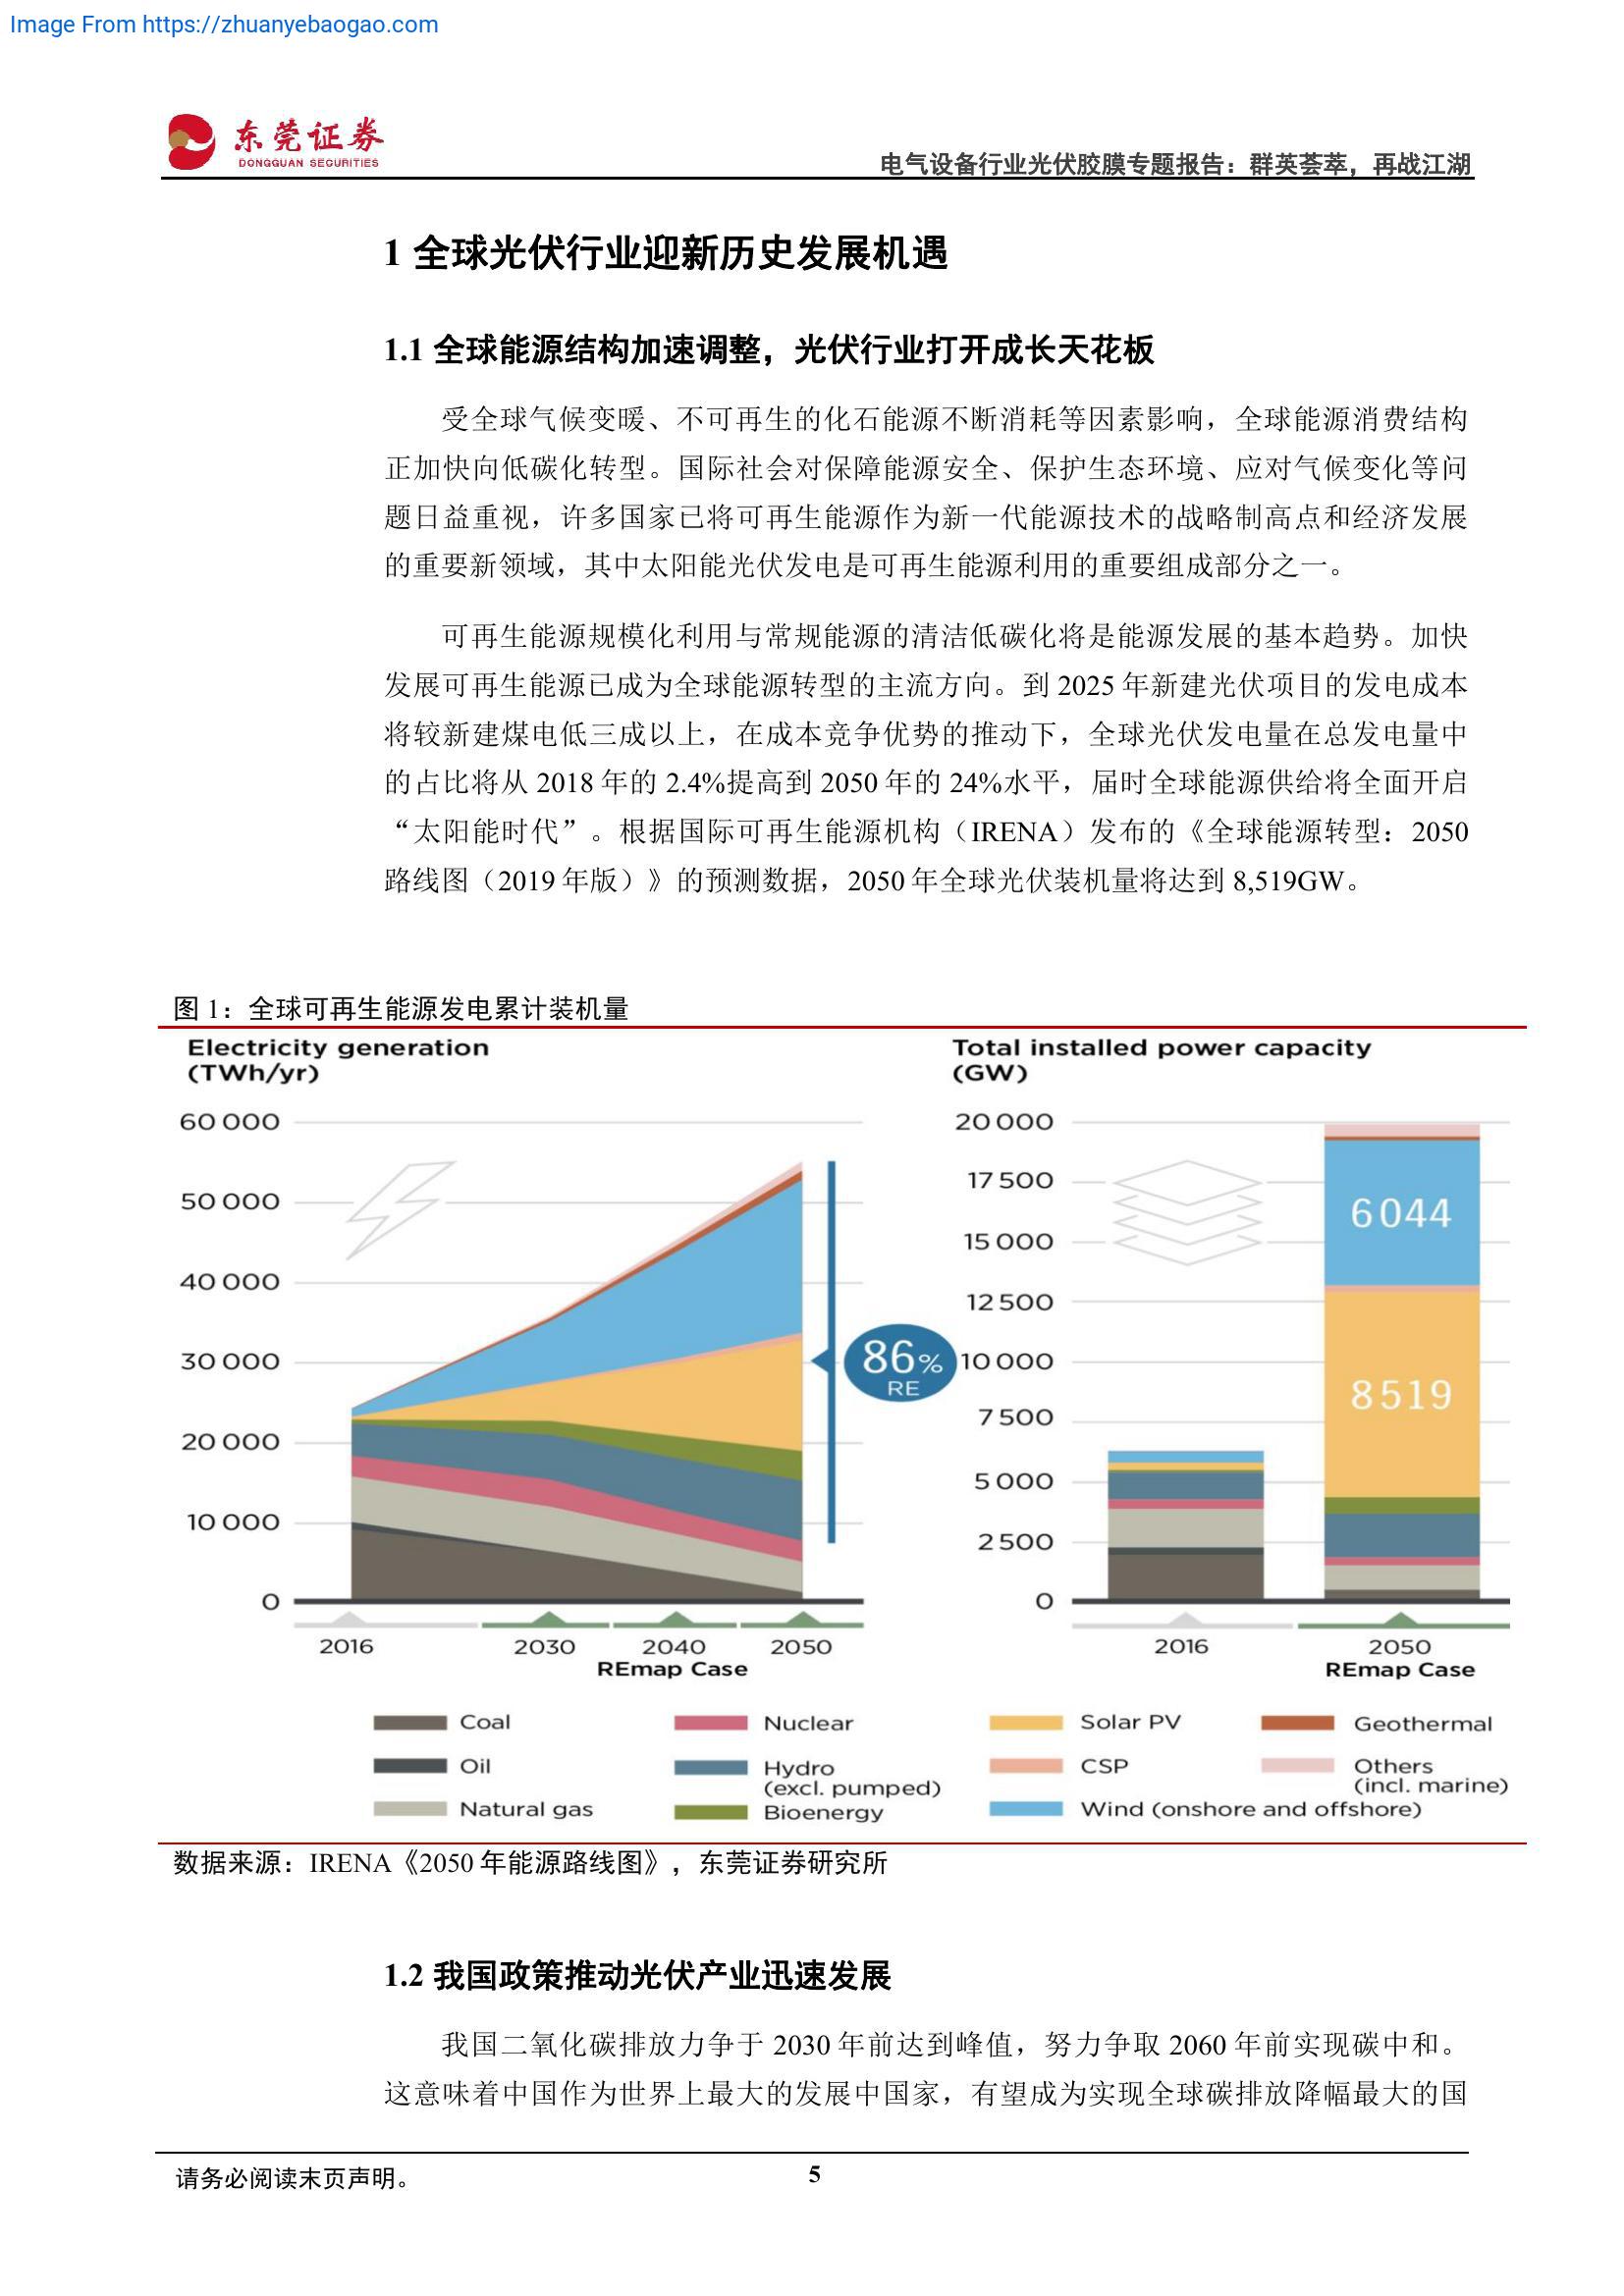 Image From https://zhuanyebaogao.com
东莞证券
DONGGUAN SECURITIES
电气设备行业光伏胶膜专题报告：群英荟萃，再战江湖
1 全球光伏行业迎新历史发展机遇
1.1 全球能源结构加速调整，光伏行业打开成长天花板
受全球气候变暖、不可再生的化石能源不断消耗等因素影响，全球能源消费结构
正加快向低碳化转型。国际社会对保障能源安全、保护生态环境、应对气候变化等问
题日益重视，许多国家已将可再生能源作为新一代能源技术的战略制高点和经济发展
的重要新领域，其中太阳能光伏发电是可再生能源利用的重要组成部分之一。
可再生能源规模化利用与常规能源的清洁低碳化将是能源发展的基本趋势。加快
发展可再生能源已成为全球能源转型的主流方向。到 2025 年新建光伏项目的发电成本
将较新建煤电低三成以上，在成本竞争优势的推动下，全球光伏发电量在总发电量中
的占比将从 2018 年的 2.4%提高到 2050 年的 24%水平，届时全球能源供给将全面开启
“太阳能时代”。根据国际可再生能源机构（IRENA）发布的《全球能源转型：2050
路线图（2019 年版）》的预测数据，2050 年全球光伏装机量将达到 8,519GW。
图 1：全球可再生能源发电累计装机量
Electricity generation
(TWh/yr)
60 000
50 000
40 000
30 000
20 000
10 000
0
86%
RE
2016
2030
2040
2050
REmap Case
Total installed power capacity
(GW)
20 000
17 500
15 000
12 500
10 000
7 500
5 000
2 500
0
6 044
8 519
2016
2050
REmap Case
Coal
Nuclear
Solar PV
Geothermal
Oil
Hydro
(excl. pumped)
CSP
Others
(incl. marine)
Natural gas
Bioenergy
Wind (onshore and offshore)
数据来源：IRENA《2050 年能源路线图》，东莞证券研究所
1.2 我国政策推动光伏产业迅速发展
我国二氧化碳排放力争于 2030 年前达到峰值，努力争取 2060 年前实现碳中和。
这意味着中国作为世界上最大的发展中国家，有望成为实现全球碳排放降幅最大的国
请务必阅读末页声明。
5